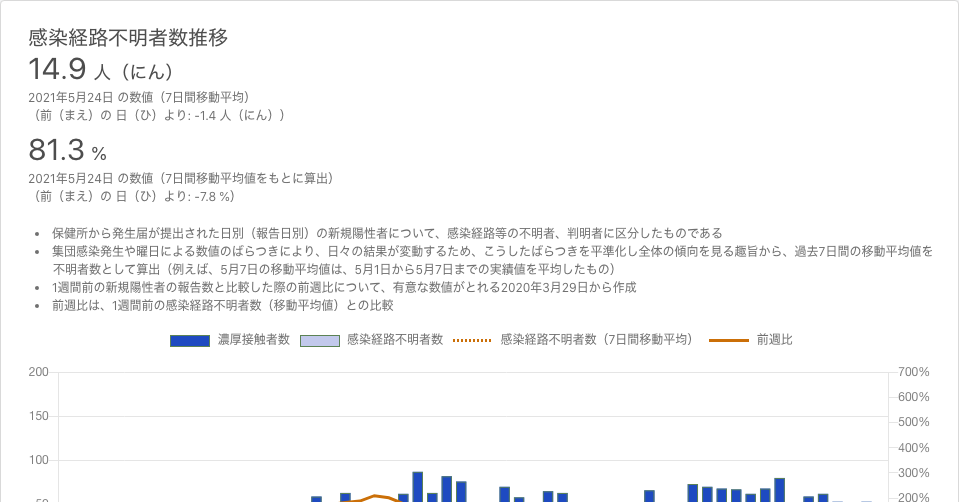 感染経路不明者数推移
14.9 人（にん）
2021年5月24日 の数値（7日間移動平均）
（前（まえ）の 日（ひ）より: -1.4 人（にん））
81.3 %
2021年5月24日 の数値（7日間移動平均値をもとに算出）
（前（まえ）の 日（ひ）より: -7.8 %）
• 保健所から発生届が提出された日別（報告日別）の新規陽性者について、感染経路等の不明者、判明者に区分したものである
• 集団感染発生や曜日による数値のばらつきにより、日々の結果が変動するため、こうしたばらつきを平準化し全体の傾向を見る趣旨から、過去7日間の移動平均値を
不明者数として算出（例えば、5月7日の移動平均値は、5月1日から5月7日までの実績値を平均したもの）
• 1週間前の新規陽性者の報告数と比較した際の前週比について、有意な数値がとれる2020年3月29日から作成
• 前週比は、1週間前の感染経路不明者数（移動平均値）との比較
濃厚接触者数 感染経路不明者数 感染経路不明者数（7日間移動平均） 前週比
200 700%
600%
150 500%
400%
100 300%
50 200%